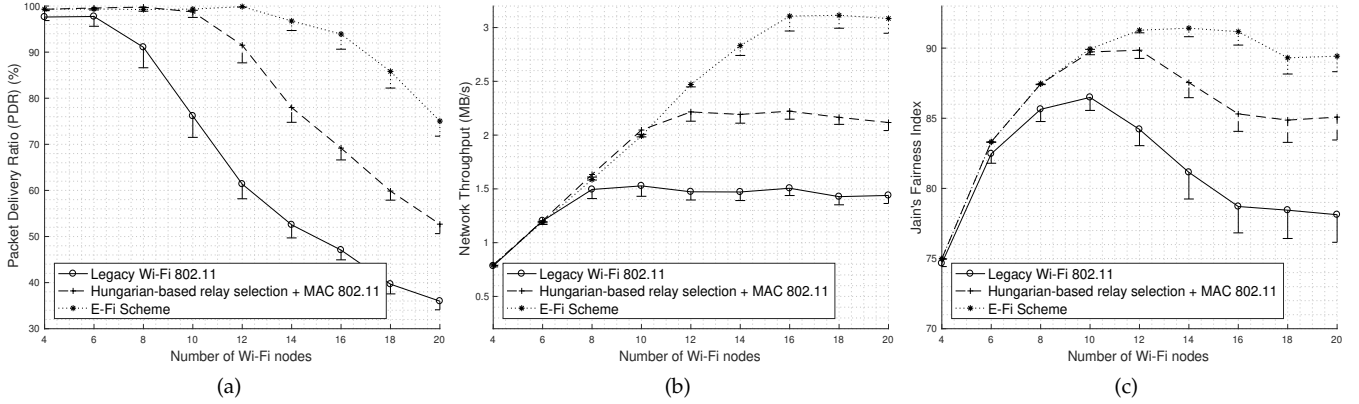 Packet Delivery Ratio (PDR) (%)
100
90
80
70
60
50
40
30
Legacy Wi-Fi 802.11
Hungarian-based relay selection + MAC 802.11
E-Fi Scheme
4 6 8 10 12 14 16 18 20
Number of Wi-Fi nodes
(a)
Network Throughput (MB/s)
3
2.5
2
1.5
1
0.5
Legacy Wi-Fi 802.11
Hungarian-based relay selection + MAC 802.11
E-Fi Scheme
4 6 8 10 12 14 16 18 20
Number of Wi-Fi nodes
(b)
Jain's Fairness Index
90
85
80
75
70
Legacy Wi-Fi 802.11
Hungarian-based relay selection + MAC 802.11
E-Fi Scheme
4 6 8 10 12 14 16 18 20
Number of Wi-Fi nodes
(c)